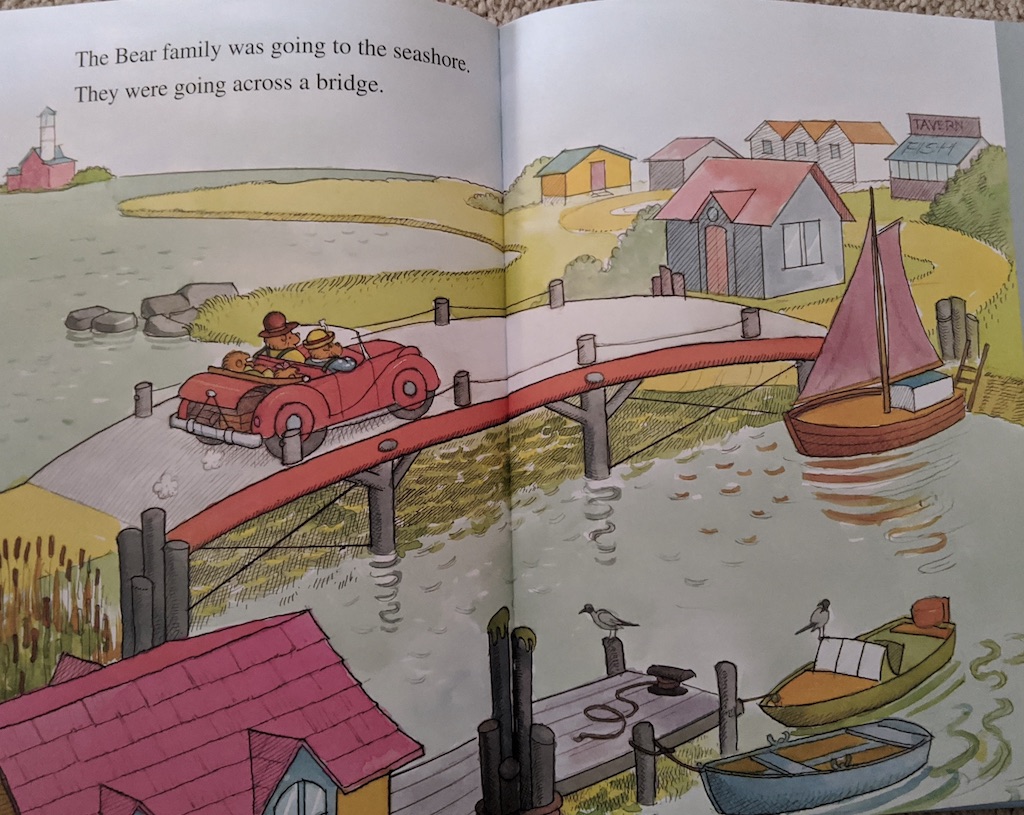 The Bear family was going to the seashore.
They were going across a bridge.
TAVERN
FISH